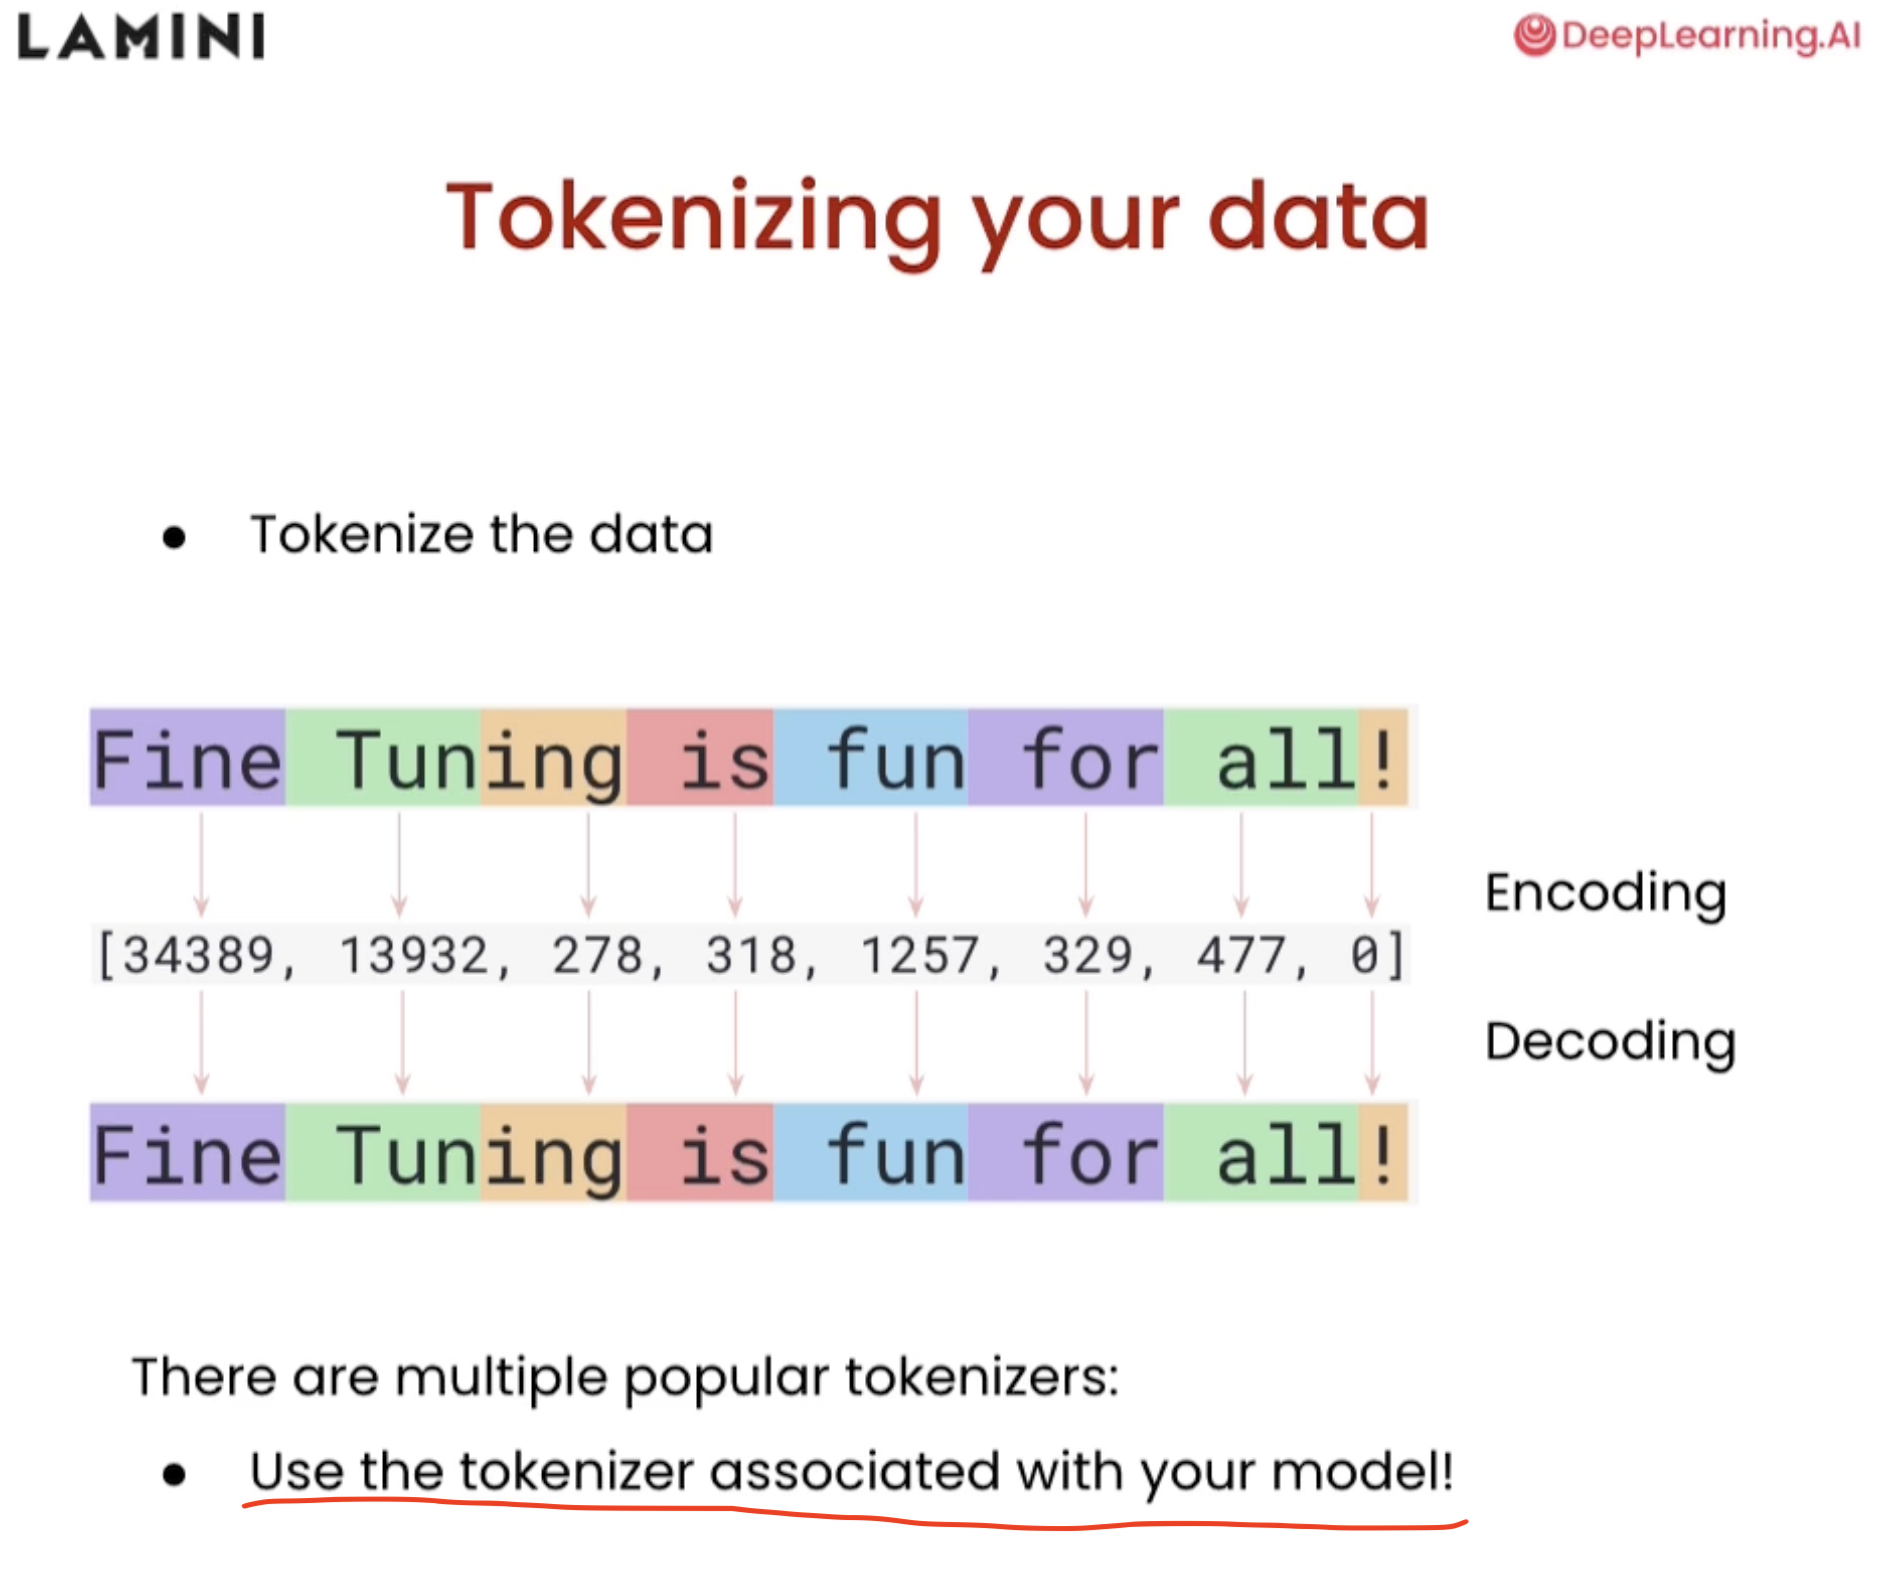 LAMINI
DeepLearning.AI
Tokenizing your data
● Tokenize the data
Fine Tuning is fun for all!
[34389, 13932, 278, 318, 1257, 329, 477, 0]
Encoding
Decoding
Fine Tuning is fun for all!
There are multiple popular tokenizers:
● Use the tokenizer associated with your model!